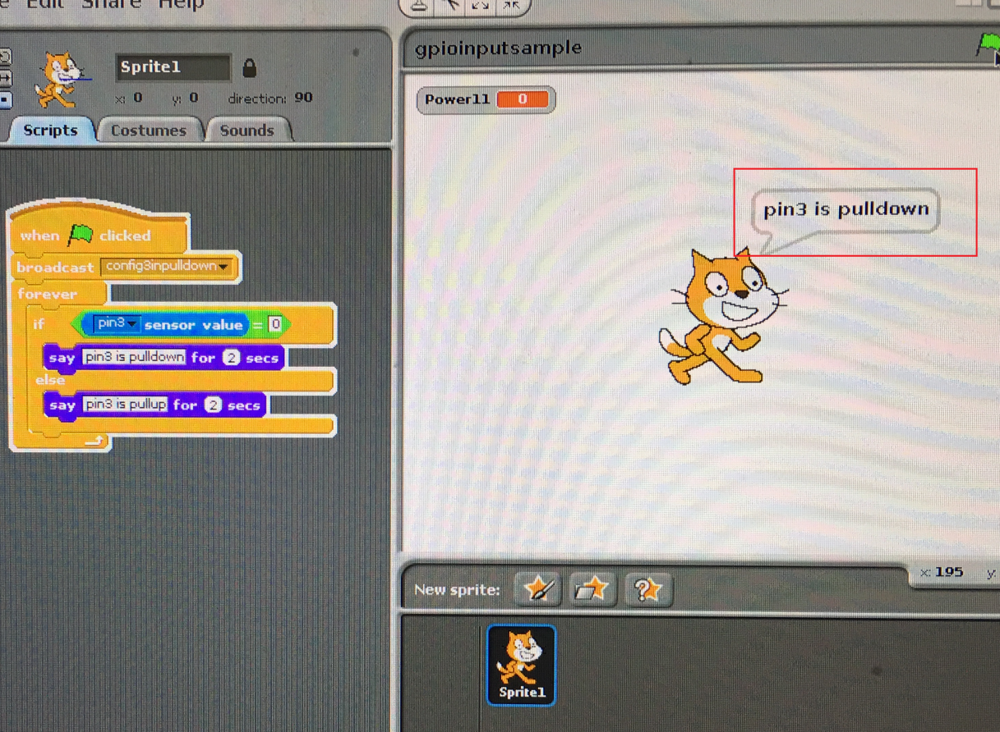 e Edit Share Help
Sprite1
x: 0 y: 0 direction: 90
Scripts Costumes Sounds
when clicked
broadcast config3inpulldown
forever
if pin3 sensor value = 0
say pin3 is pulldown for 2 secs
else
say pin3 is pullup for 2 secs
gpioinputsample
Power11 0
pin3 is pulldown
x: 195 y:
New sprite:
Sprite1